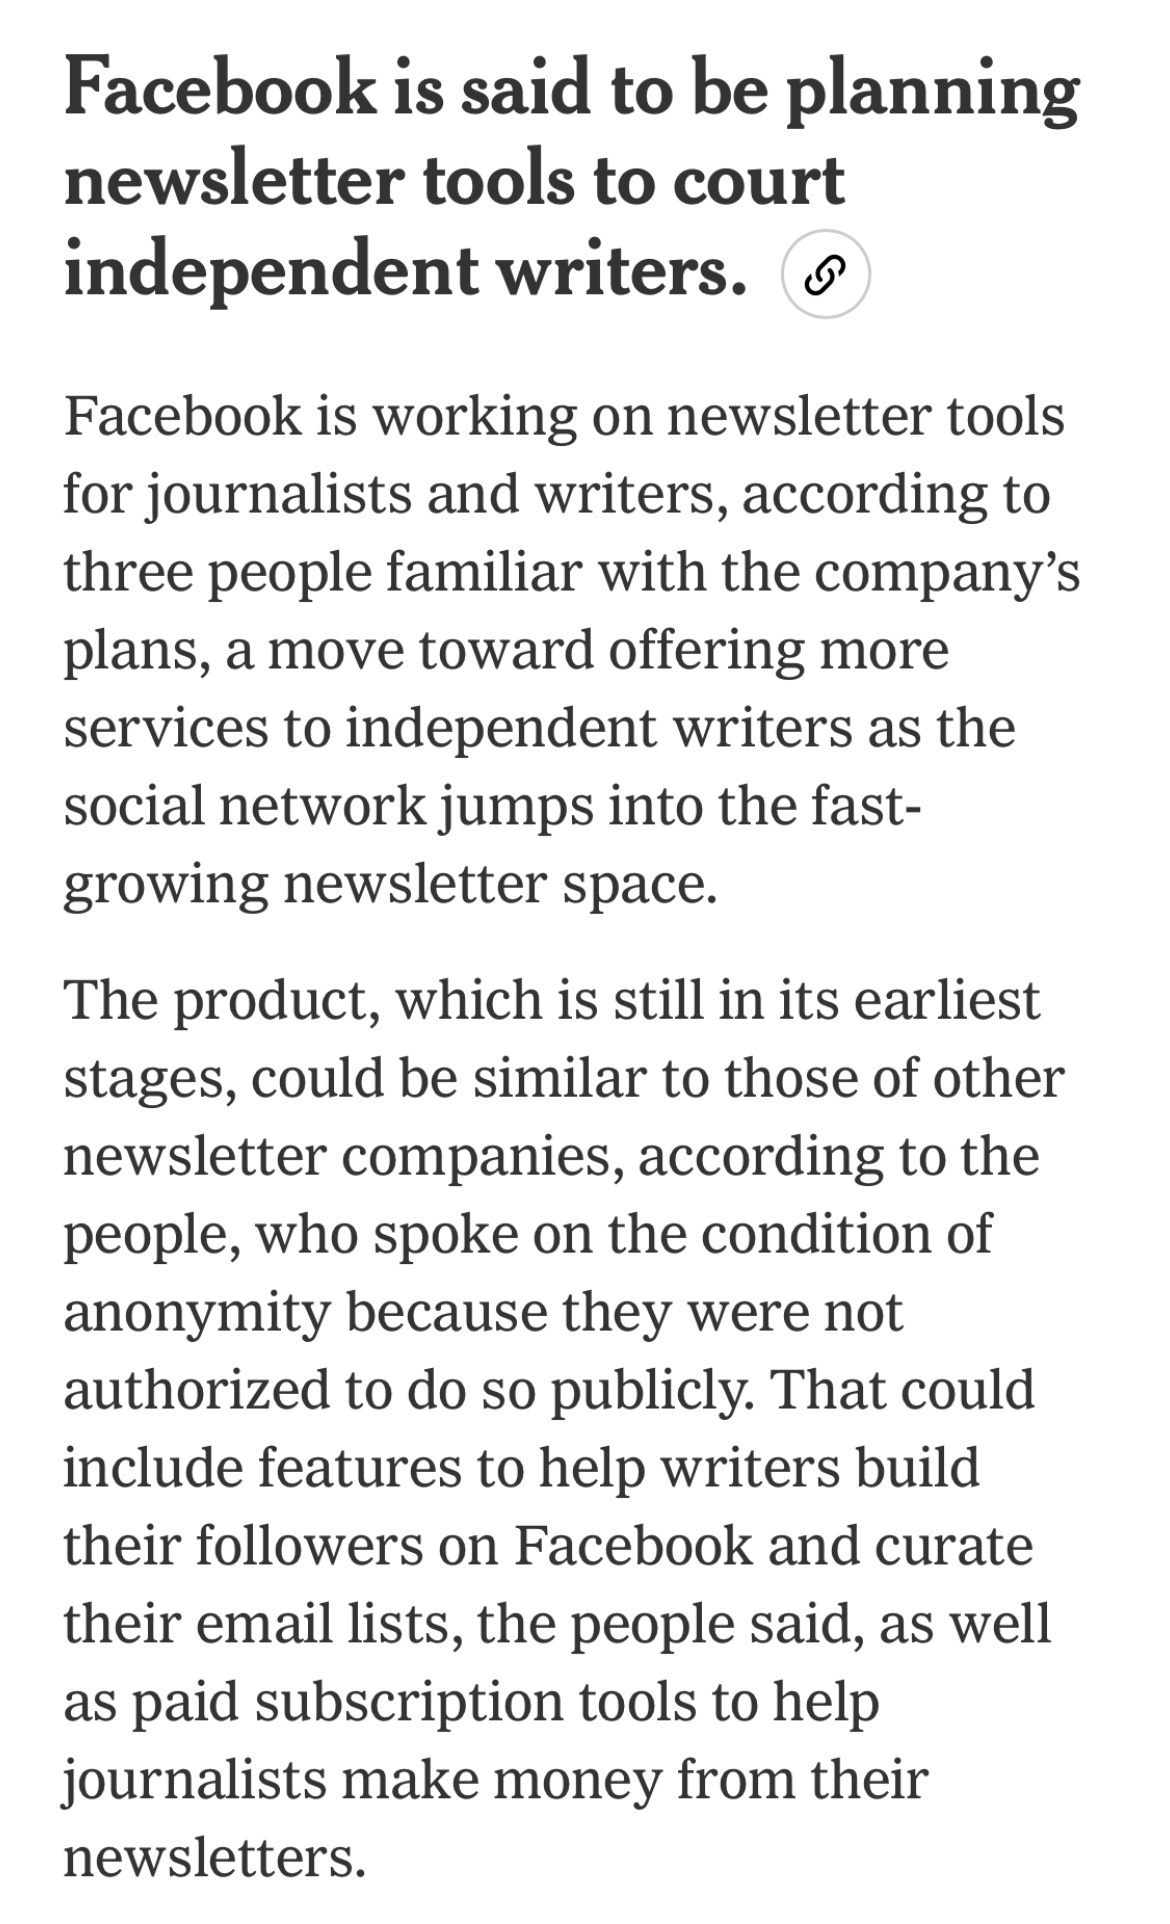 Facebook is said to be planning
newsletter tools to court
independent writers.
Facebook is working on newsletter tools
for journalists and writers, according to
three people familiar with the company’s
plans, a move toward offering more
services to independent writers as the
social network jumps into the fast-
growing newsletter space.
The product, which is still in its earliest
stages, could be similar to those of other
newsletter companies, according to the
people, who spoke on the condition of
anonymity because they were not
authorized to do so publicly. That could
include features to help writers build
their followers on Facebook and curate
their email lists, the people said, as well
as paid subscription tools to help
journalists make money from their
newsletters.